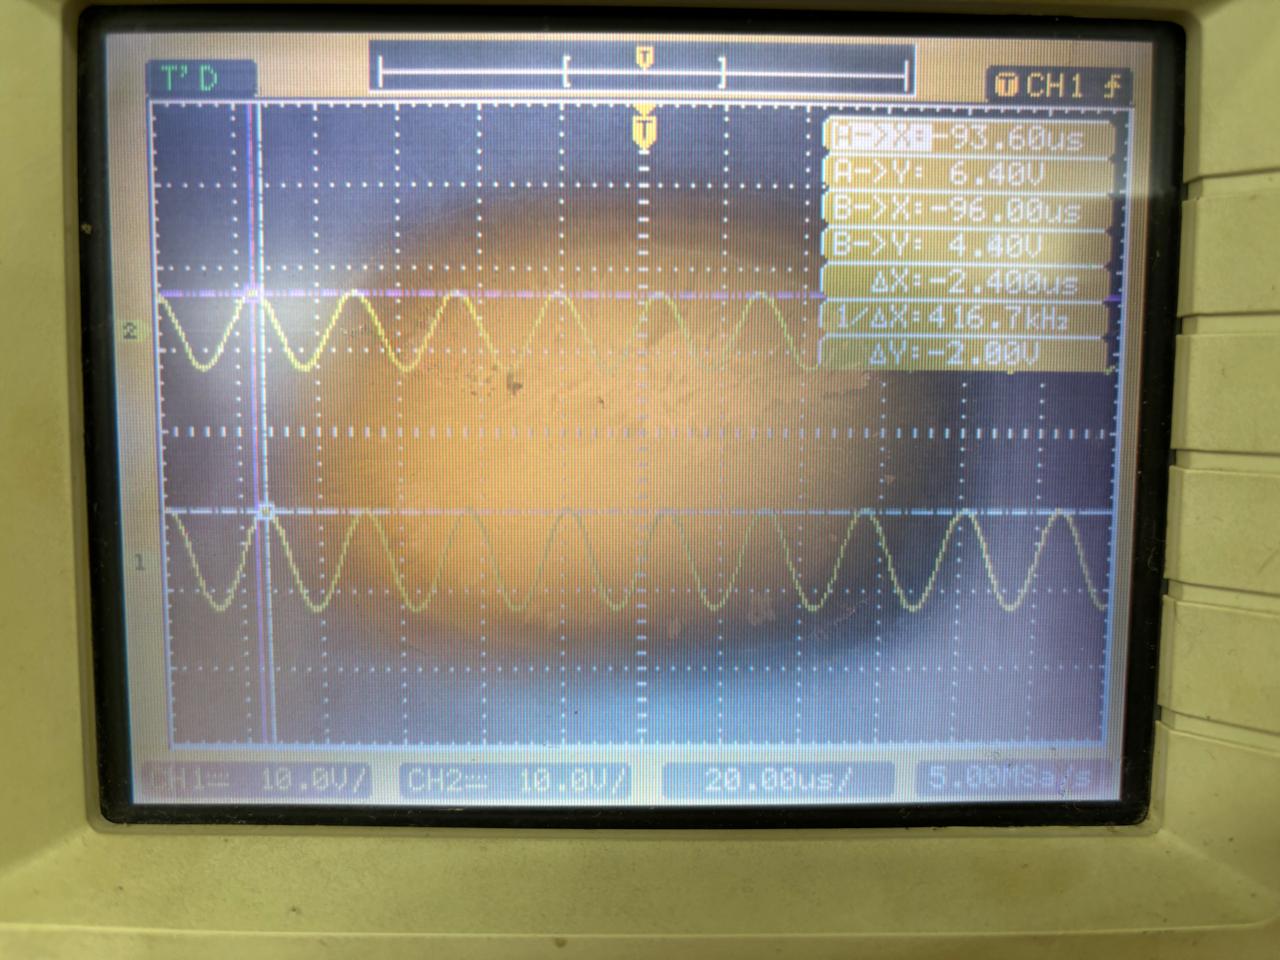 T'D
T
T CH1
T
A->X:-93.60us
A->Y: 6.40V
B->X:-96.00us
B->Y: 4.40V
ΔX:-2.400us
1/ΔX:416.7kHz
ΔY:-2.00V
2
1
CH1 10.0V/ CH2 10.0V/ 20.00us/ 5.00MSa/s